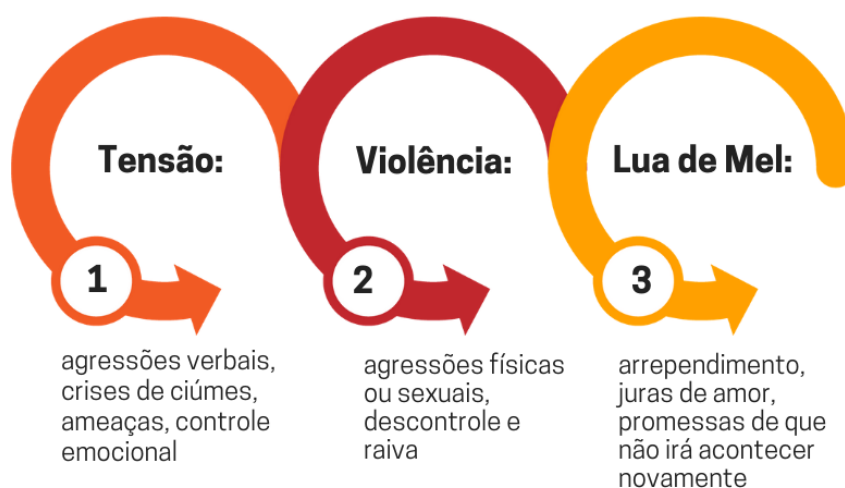 Tensão:
1
agressões verbais,
crises de ciúmes,
ameaças, controle
emocional
Violência:
2
agressões físicas
ou sexuais,
descontrole e
raiva
Lua de Mel:
3
arrependimento,
juras de amor,
promessas de que
não irá acontecer
novamente